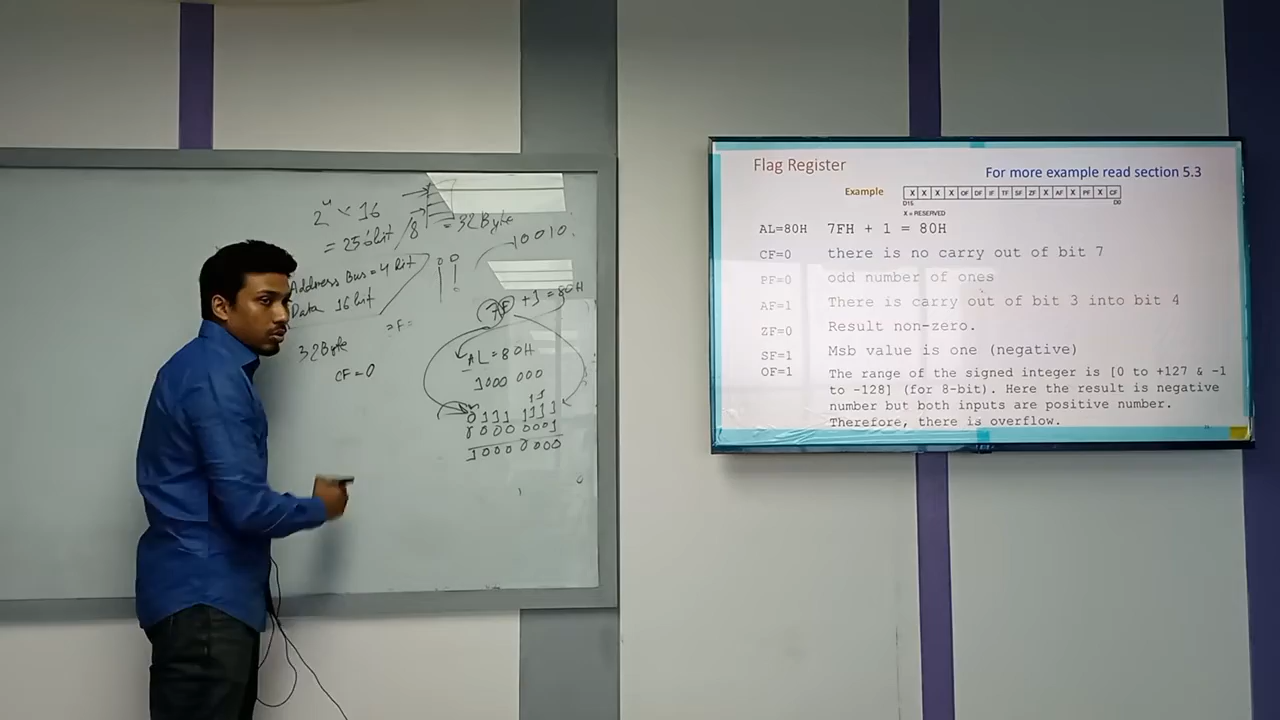 2⁴ × 16
= 256 bit / 8 = 32 Byte
10010
Address Bus = 4 bit
Data 16 bit
32 Byte
CF = 0
(7F) + 1 = 80H
AL = 80H
1000 000
11
0111 1111
0000 0001
1000 0000
Flag Register
For more example read section 5.3
Example
X X X X OF DF IF TF SF ZF X AF X PF X CF
D15 D0
X = RESERVED
AL=80H 7FH + 1 = 80H
CF=0 there is no carry out of bit 7
PF=0 odd number of ones
AF=1 There is carry out of bit 3 into bit 4
ZF=0 Result non-zero.
SF=1 Msb value is one (negative)
OF=1 The range of the signed integer is [0 to +127 & -1
to -128] (for 8-bit). Here the result is negative
number but both inputs are positive number.
Therefore, there is overflow.